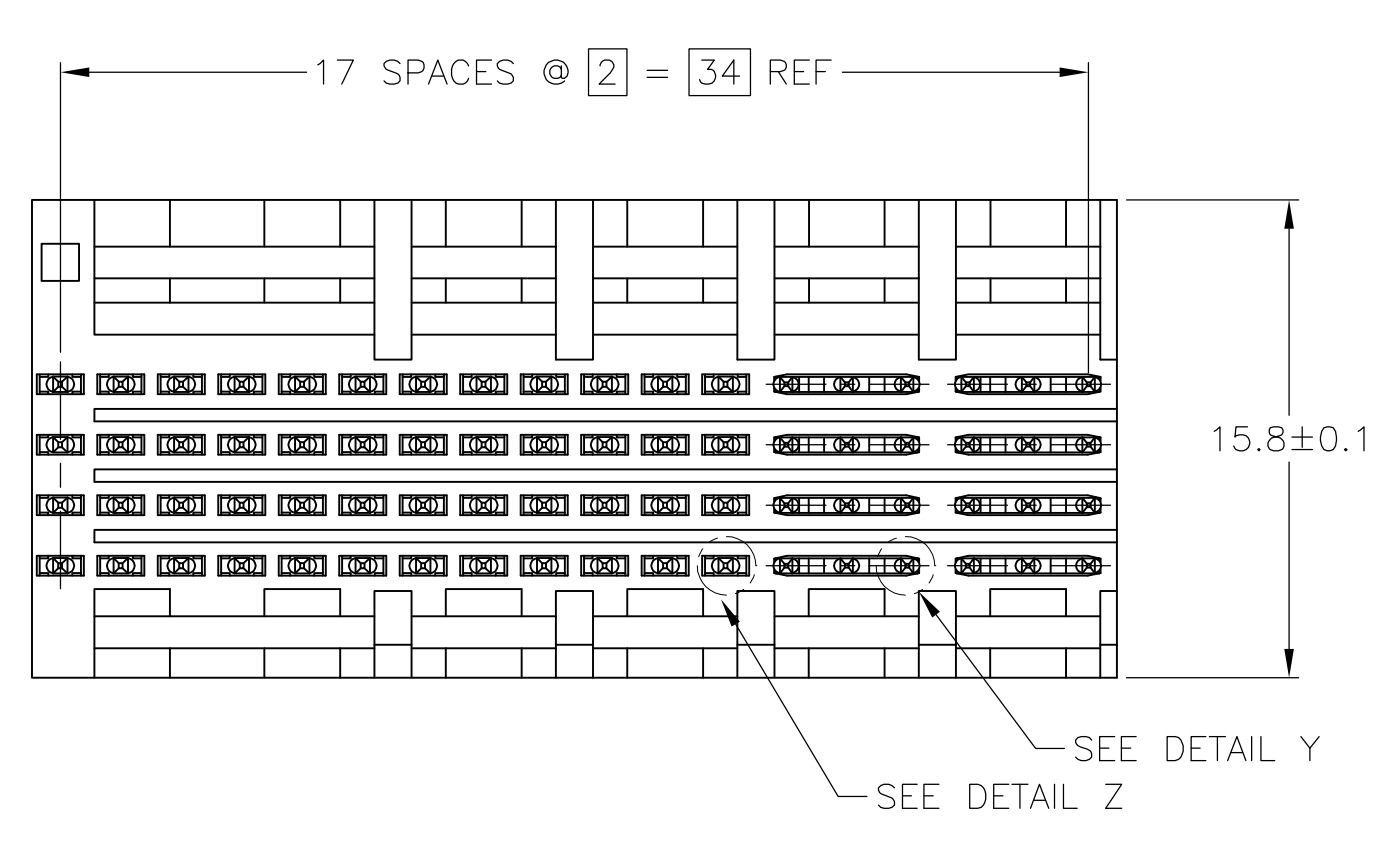 17 SPACES @ 2 = 34 REF
15.8±0.1
SEE DETAIL Y
SEE DETAIL Z